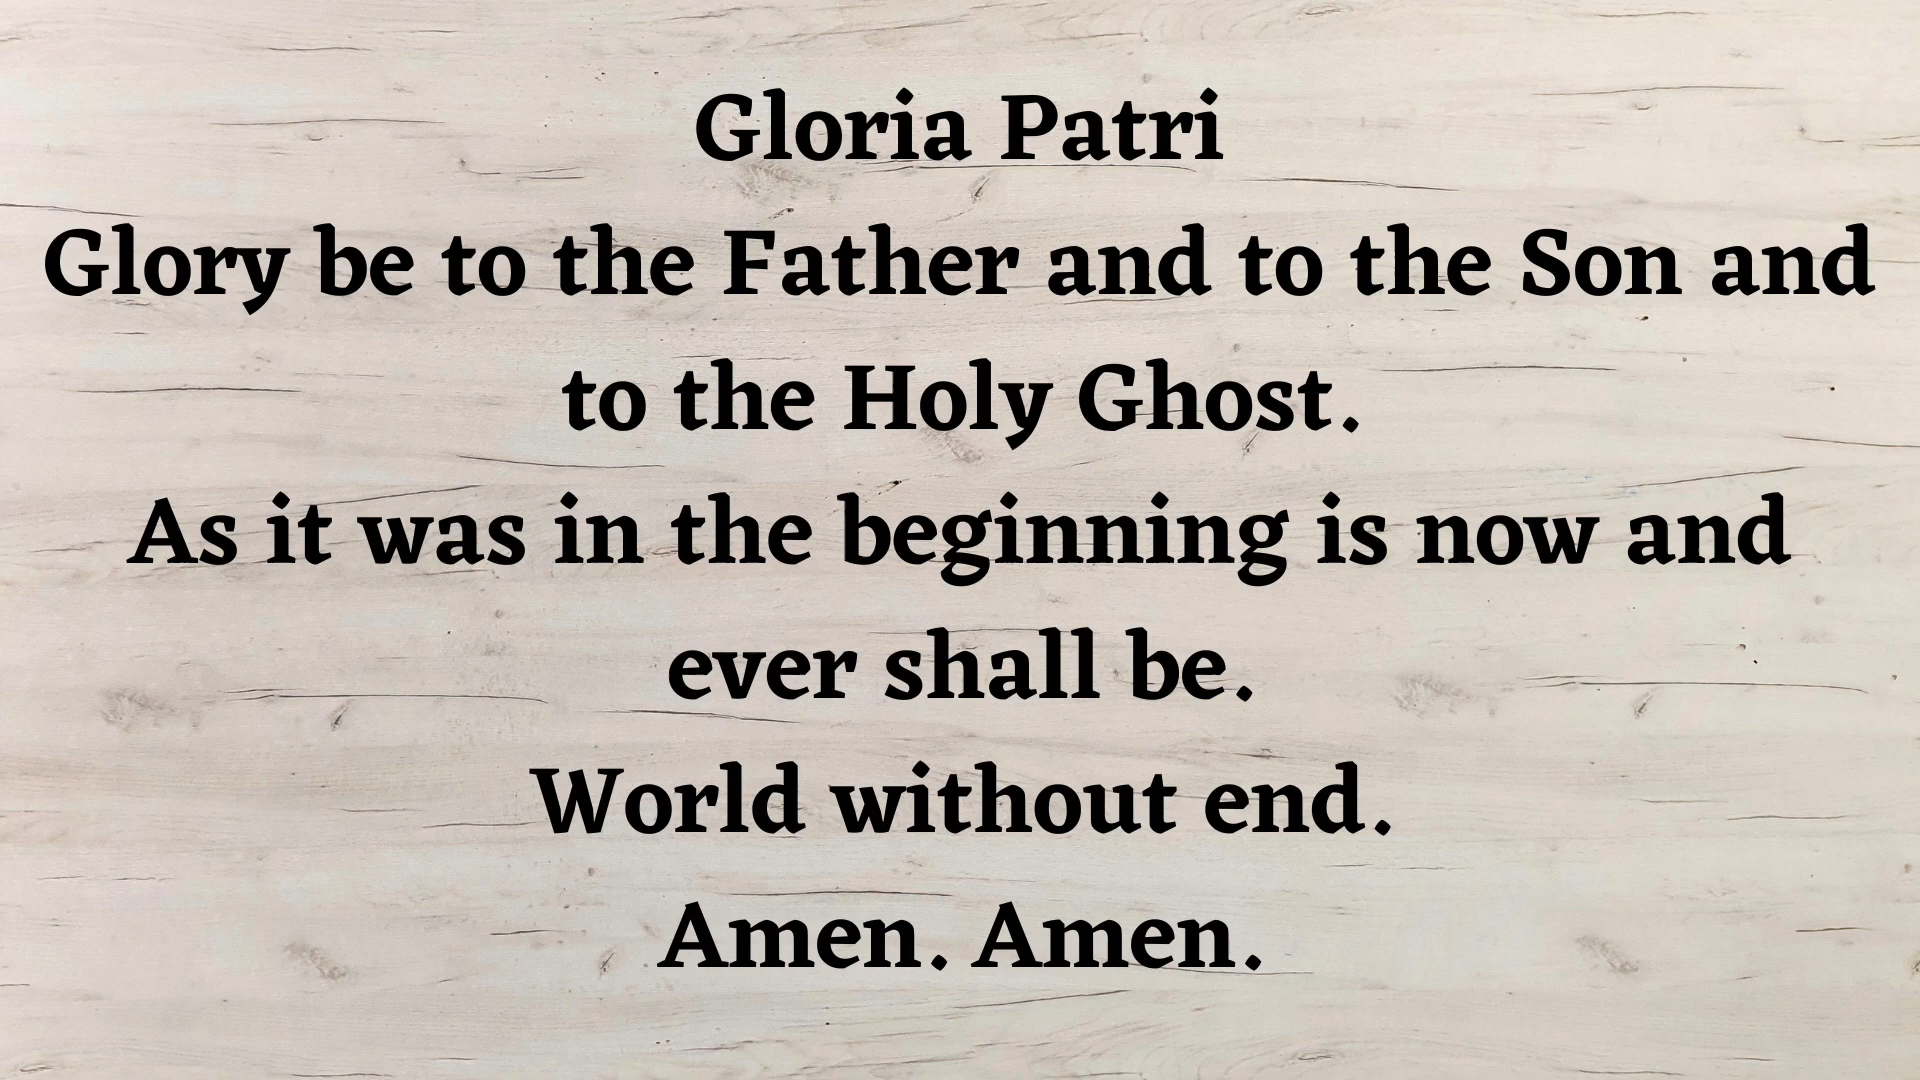 Gloria Patri
Glory be to the Father and to the Son and
to the Holy Ghost.
As it was in the beginning is now and
ever shall be.
World without end.
Amen. Amen.